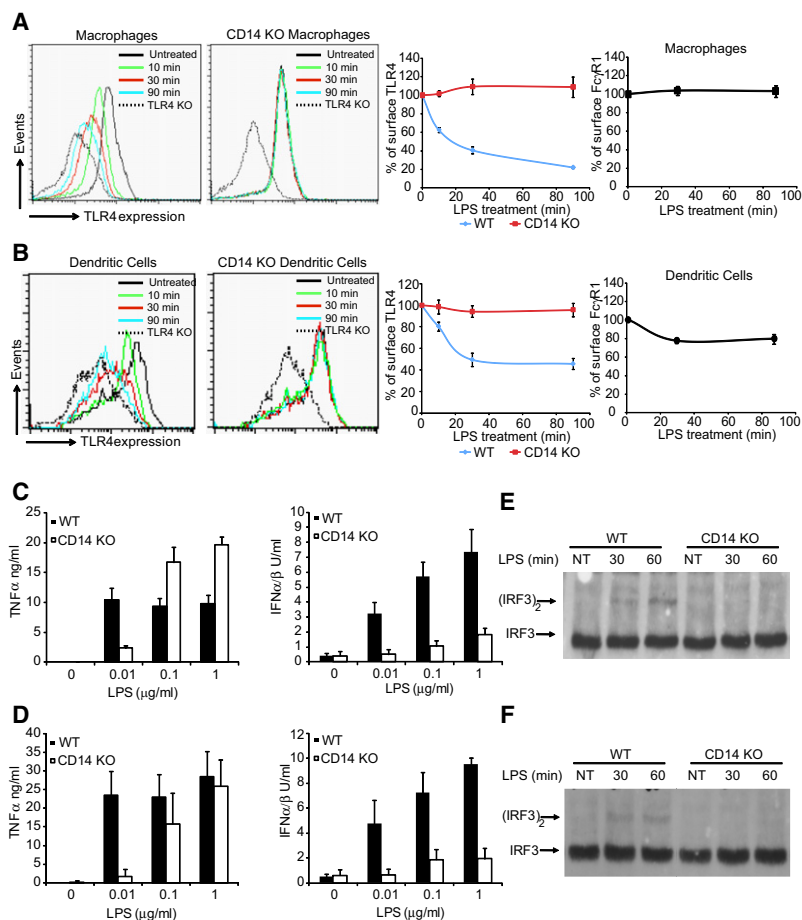 A
Macrophages
Untreated
10 min
30 min
90 min
TLR4 KO
Events
TLR4 expression
CD14 KO Macrophages
Untreated
10 min
30 min
90 min
TLR4 KO
% of surface TLR4
140
120
100
80
60
40
20
0
0 20 40 60 80 100
LPS treatment (min)
WT CD14 KO
Macrophages
% of surface FcγR1
140
120
100
80
60
40
20
0
0 20 40 60 80 100
LPS treatment (min)
B
Dendritic Cells
Untreated
10 min
30 min
90 min
TLR4 KO
Events
TLR4expression
CD14 KO Dendritic Cells
Untreated
10 min
30 min
90 min
TLR4 KO
% of surface TLR4
140
120
100
80
60
40
20
0
0 20 40 60 80 100
LPS treatment (min)
WT CD14 KO
Dendritic Cells
% of surface FcγR1
140
120
100
80
60
40
20
0
0 20 40 60 80 100
LPS treatment (min)
C
WT
CD14 KO
TNFα ng/ml
25
20
15
10
5
0
0 0.01 0.1 1
LPS (µg/ml)
WT
CD14 KO
IFNα/β U/ml
10
9
8
7
6
5
4
3
2
1
0
0 0.01 0.1 1
LPS (µg/ml)
E
WT CD14 KO
LPS (min) NT 30 60 NT 30 60
(IRF3)2
IRF3
D
WT
CD14 KO
TNFα ng/ml
40
35
30
25
20
15
10
5
0
0 0.01 0.1 1
LPS (µg/ml)
WT
CD14 KO
IFNα/β U/ml
12
10
8
6
4
2
0
0 0.01 0.1 1
LPS (µg/ml)
F
WT CD14 KO
LPS (min) NT 30 60 NT 30 60
(IRF3)2
IRF3